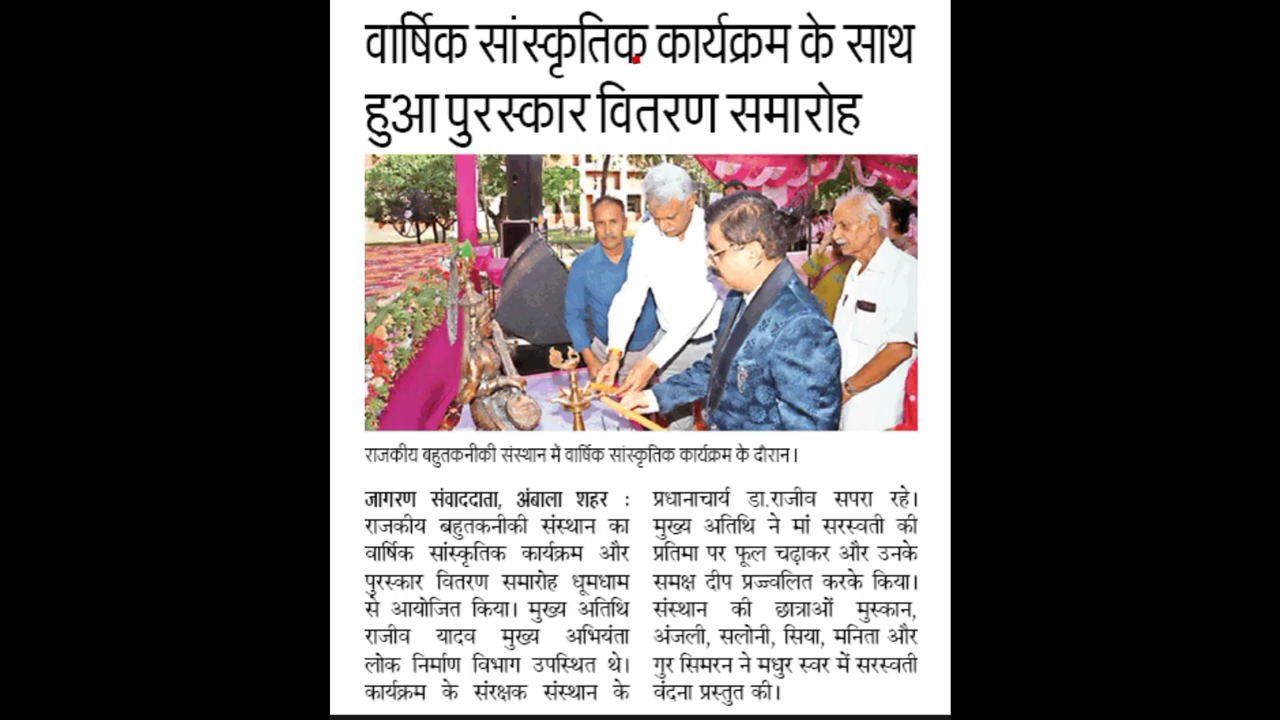 वार्षिक सांस्कृतिक कार्यक्रम के साथ
हुआ पुरस्कार वितरण समारोह
राजकीय बहुतकनीकी संस्थान में वार्षिक सांस्कृतिक कार्यक्रम के दौरान।
जागरण संवाददाता, अंबाला शहर :
राजकीय बहुतकनीकी संस्थान का
वार्षिक सांस्कृतिक कार्यक्रम और
पुरस्कार वितरण समारोह धूमधाम
से आयोजित किया। मुख्य अतिथि
राजीव यादव मुख्य अभियंता
लोक निर्माण विभाग उपस्थित थे।
कार्यक्रम के संरक्षक संस्थान के
प्रधानाचार्य डा.राजीव सपरा रहे।
मुख्य अतिथि ने मां सरस्वती की
प्रतिमा पर फूल चढ़ाकर और उनके
समक्ष दीप प्रज्ज्वलित करके किया।
संस्थान की छात्राओं मुस्कान,
अंजली, सलोनी, सिया, मनिता और
गुर सिमरन ने मधुर स्वर में सरस्वती
वंदना प्रस्तुत की।